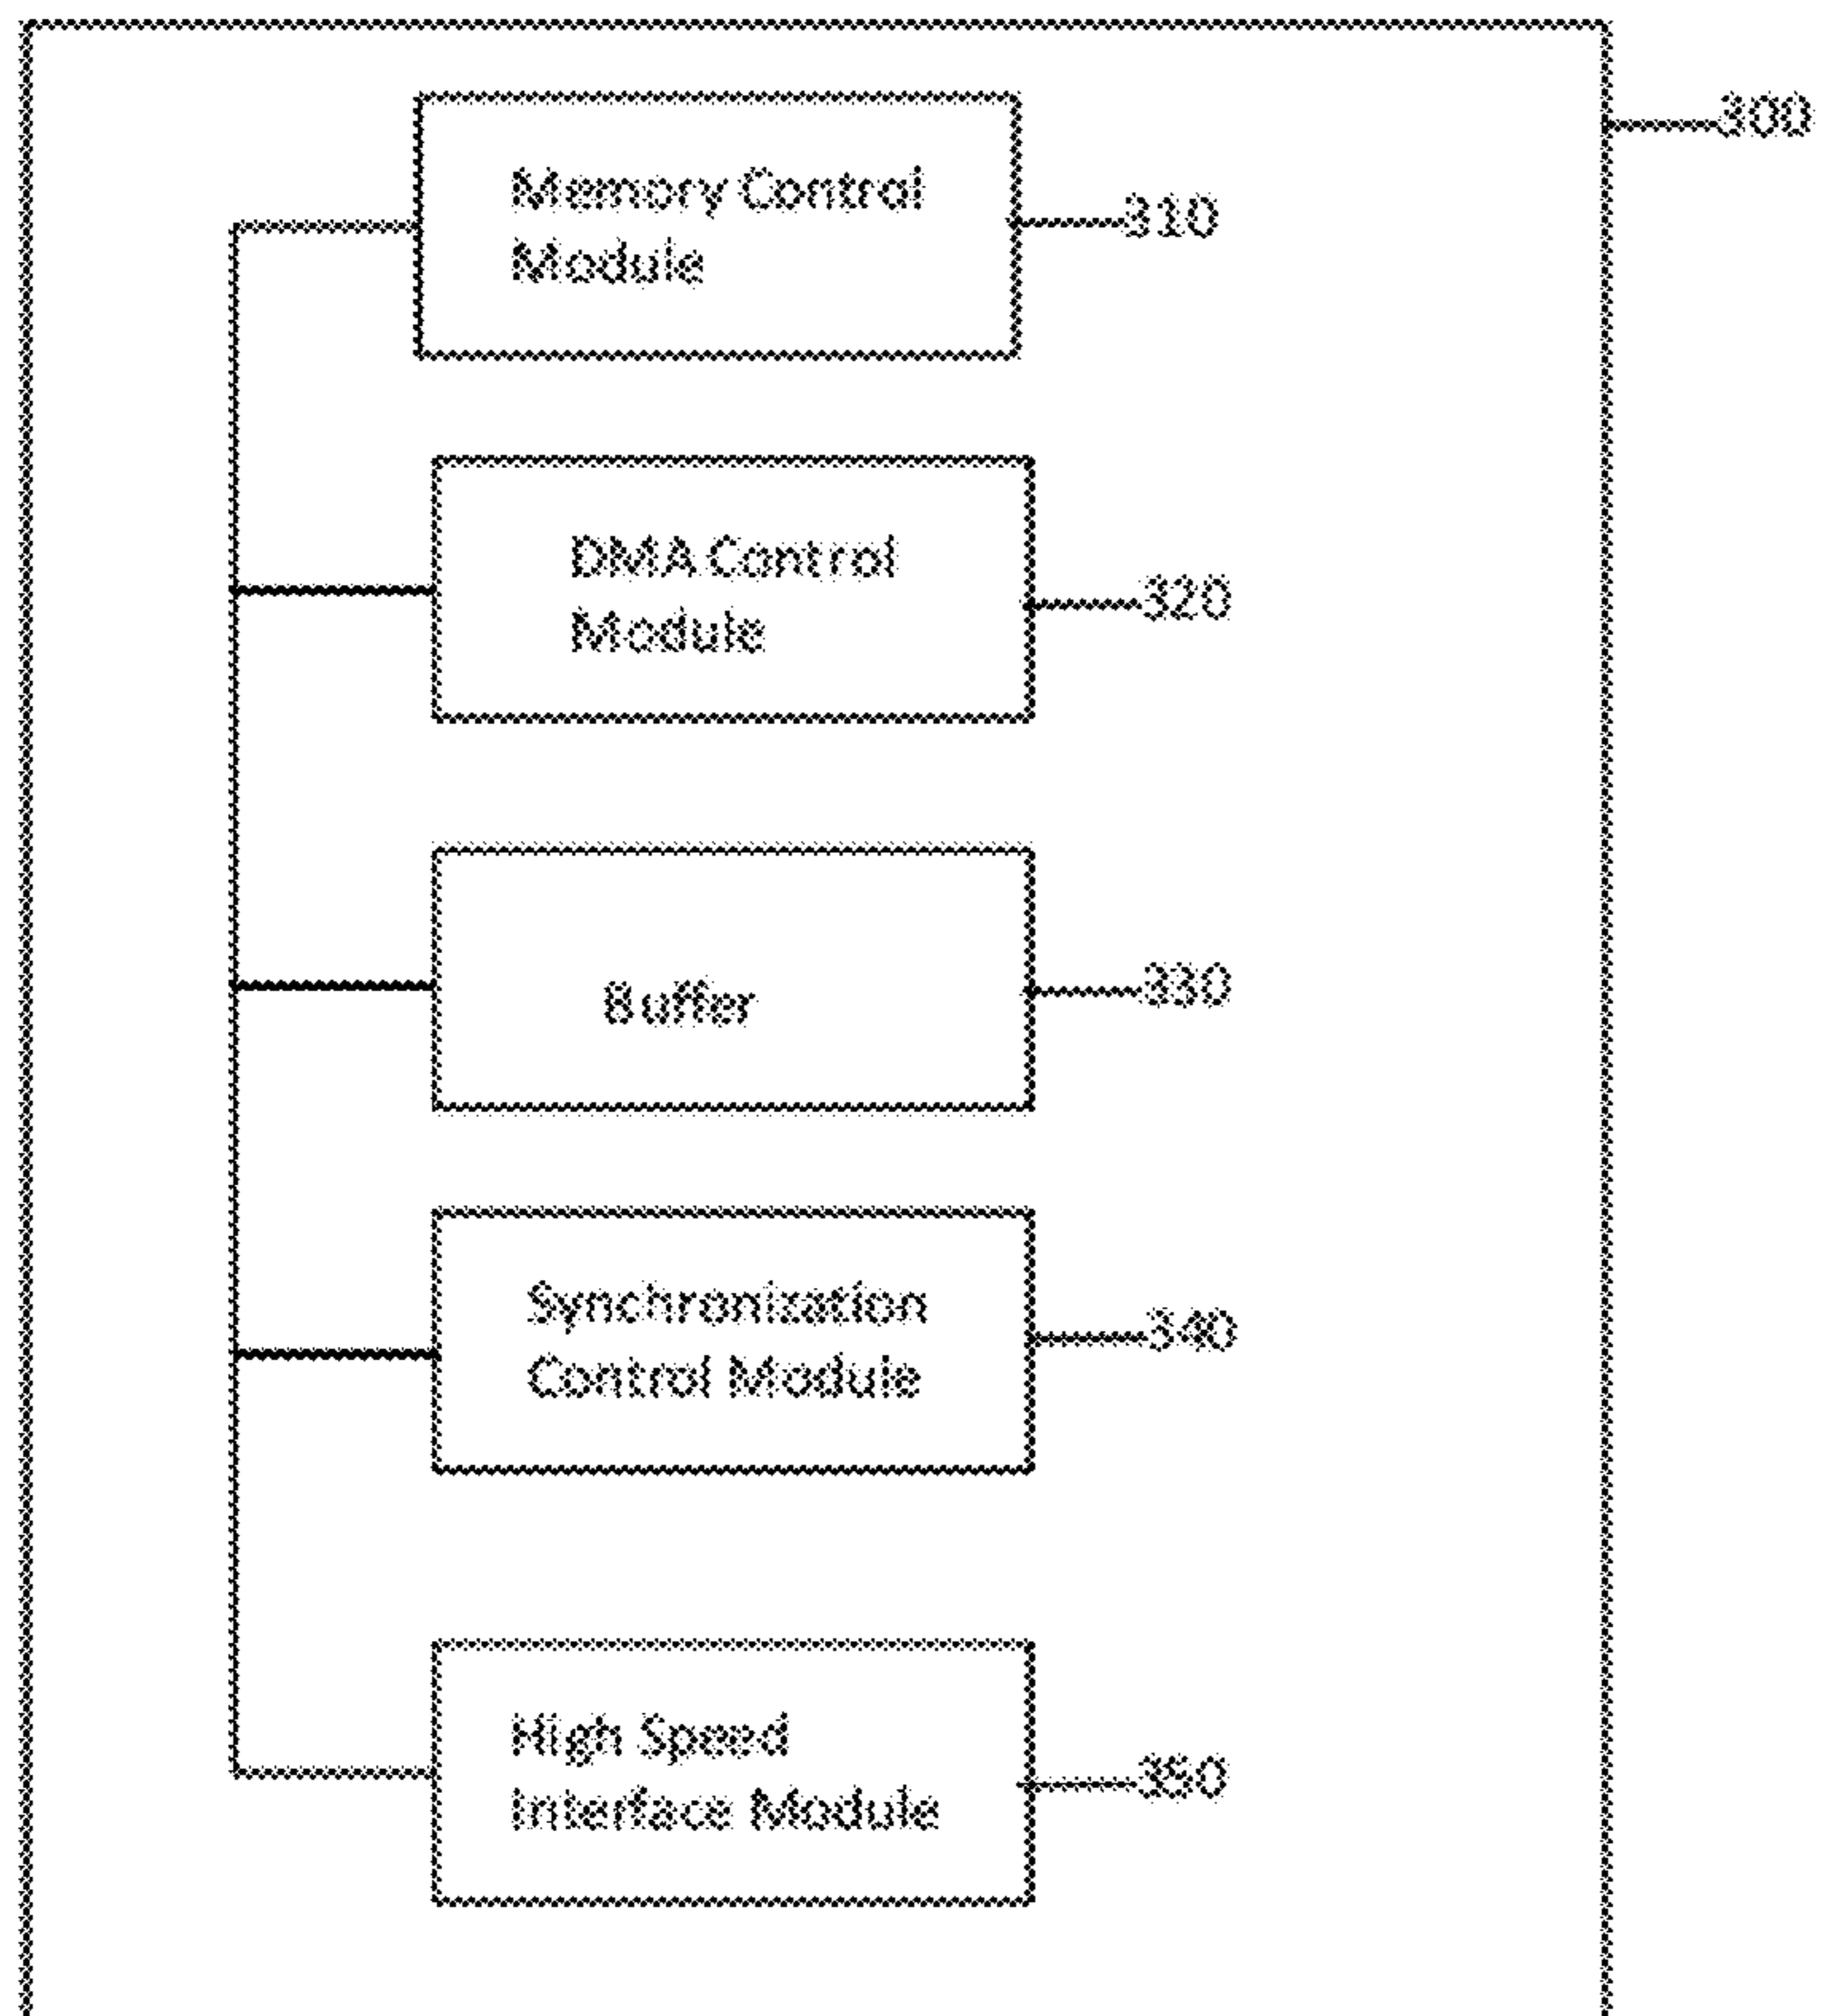 300
Memory Control
Module
310
DMA Control
Module
320
Buffer
330
Synchronization
Control Module
340
High Speed
Interface Module
350